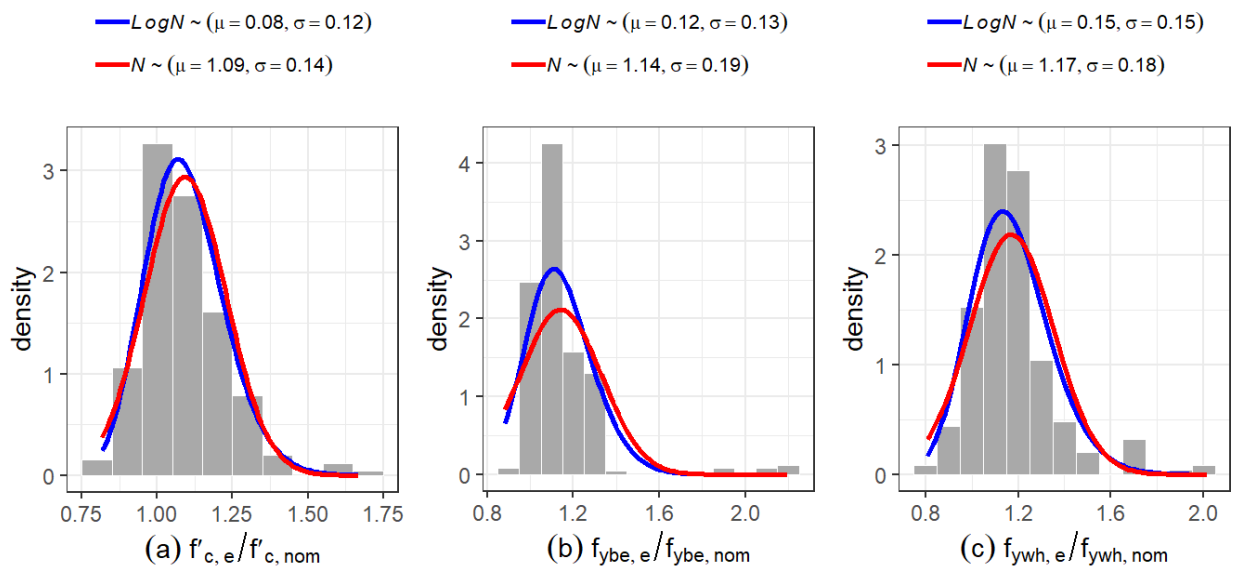 LogN ~ (μ = 0.08, σ = 0.12)
N ~ (μ = 1.09, σ = 0.14)
density
3
2
1
0
0.75 1.00 1.25 1.50 1.75
(a) f′c, e/f′c, nom
LogN ~ (μ = 0.12, σ = 0.13)
N ~ (μ = 1.14, σ = 0.19)
density
4
3
2
1
0
0.8 1.2 1.6 2.0
(b) fybe, e/fybe, nom
LogN ~ (μ = 0.15, σ = 0.15)
N ~ (μ = 1.17, σ = 0.18)
density
3
2
1
0
0.8 1.2 1.6 2.0
(c) fywh, e/fywh, nom